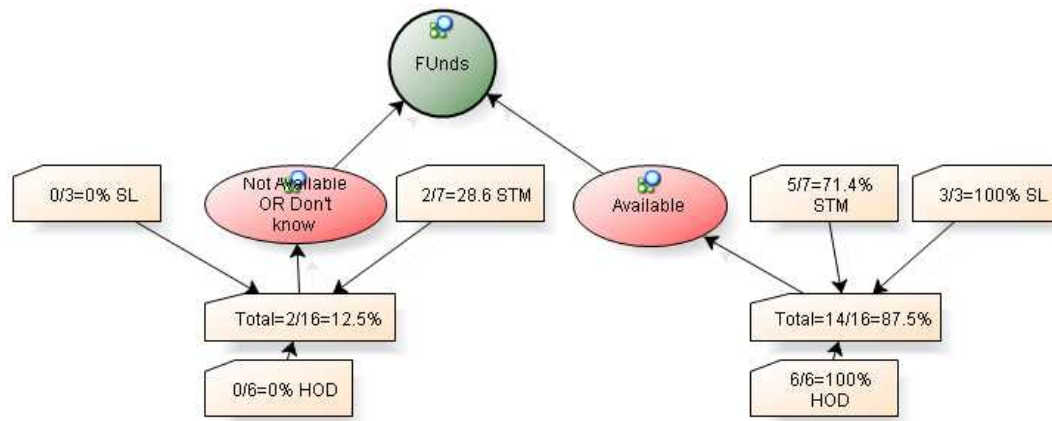 FUnds
0/3=0% SL
Not Available
OR Don't
know
2/7=28.6 STM
Available
5/7=71.4%
STM
3/3=100% SL
Total=2/16=12.5%
Total=14/16=87.5%
0/6=0% HOD
6/6=100%
HOD